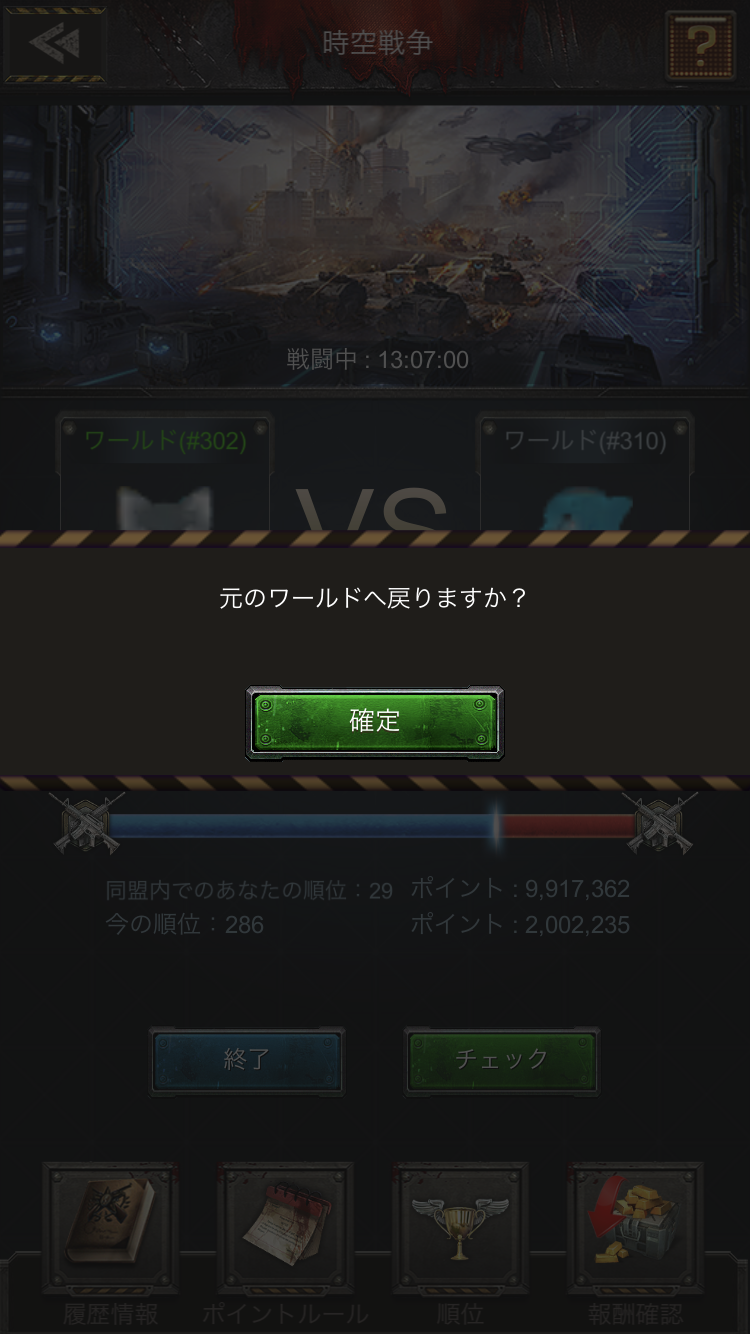 時空戦争
戦闘中 : 13:07:00
ワールド(#302)
ワールド(#310)
VS
元のワールドへ戻りますか？
確定
同盟内でのあなたの順位：29 ポイント : 9,917,362
今の順位：286 ポイント : 2,002,235
終了
チェック
履歴情報
ポイントルール
順位
報酬確認